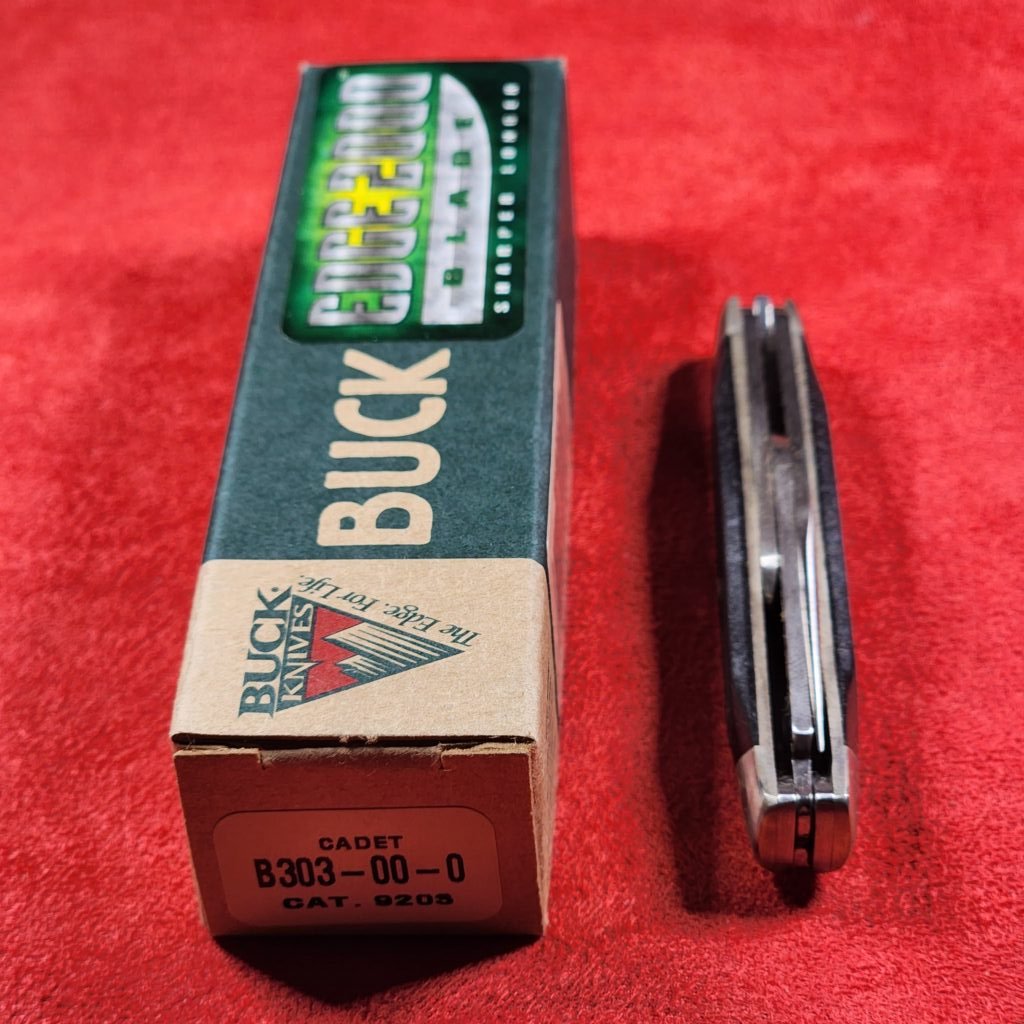 EDGE2000
BLADE
SHARPER LONGER
BUCK
BUCK
KNIVES
The Edge. For Life.
CADET
B303-00-0
CAT. 9203